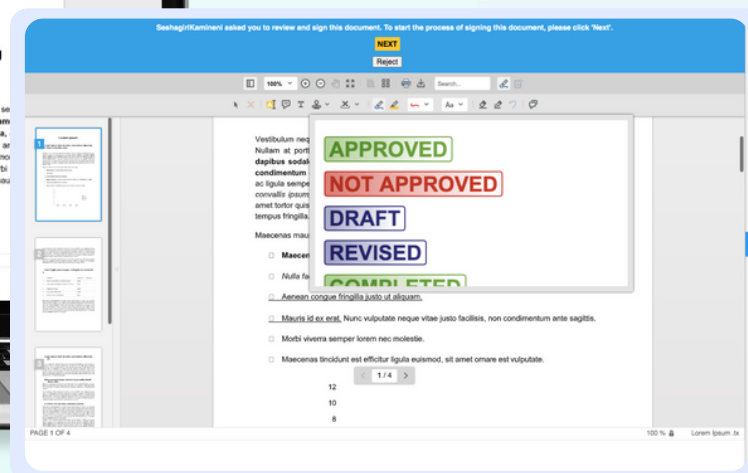 SeshagiriKamineni asked you to review and sign this document. To start the process of signing this document, please click 'Next'.
NEXT
Reject
100%
Search...
Aa
1
2
3
Vestibulum neq
Nullam at porti
dapibus sodal
condimentum
ac ligula sempe
convallis ipsum
amet tortor quis
tempus fringilla.
Maecenas mau
Maecen
Nulla fa
Aenean congue fringilla justo ut aliquam.
Mauris id ex erat. Nunc vulputate neque vitae justo facilisis, non condimentum ante sagittis.
Morbi viverra semper lorem nec molestie.
Maecenas tincidunt est efficitur ligula euismod, sit amet ornare est vulputate.
APPROVED
NOT APPROVED
DRAFT
REVISED
COMPLETED
1 / 4
12
10
8
PAGE 1 OF 4
100 %
Lorem Ipsum .tx